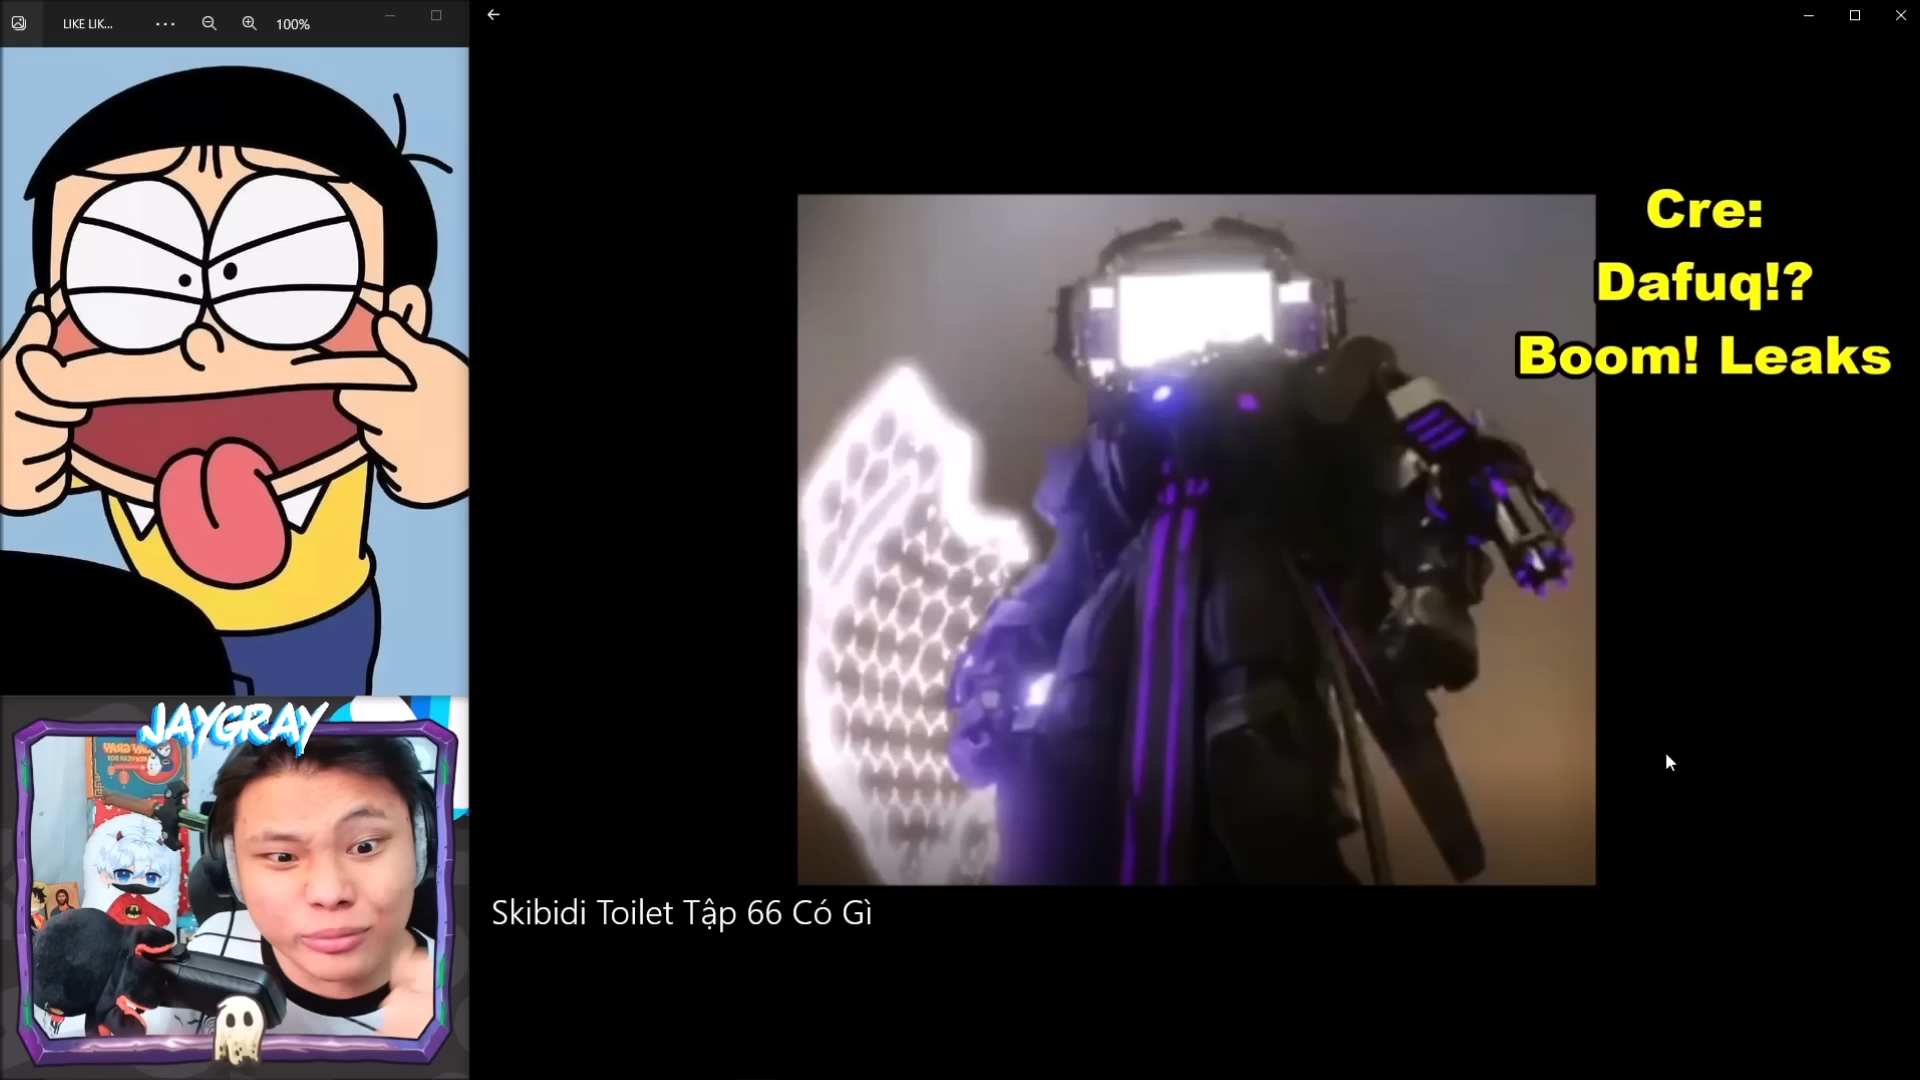 LIKE LIK...
100%
Cre:
Dafuq!?
Boom! Leaks
JAYGRAY
Skibidi Toilet Tập 66 Có Gì